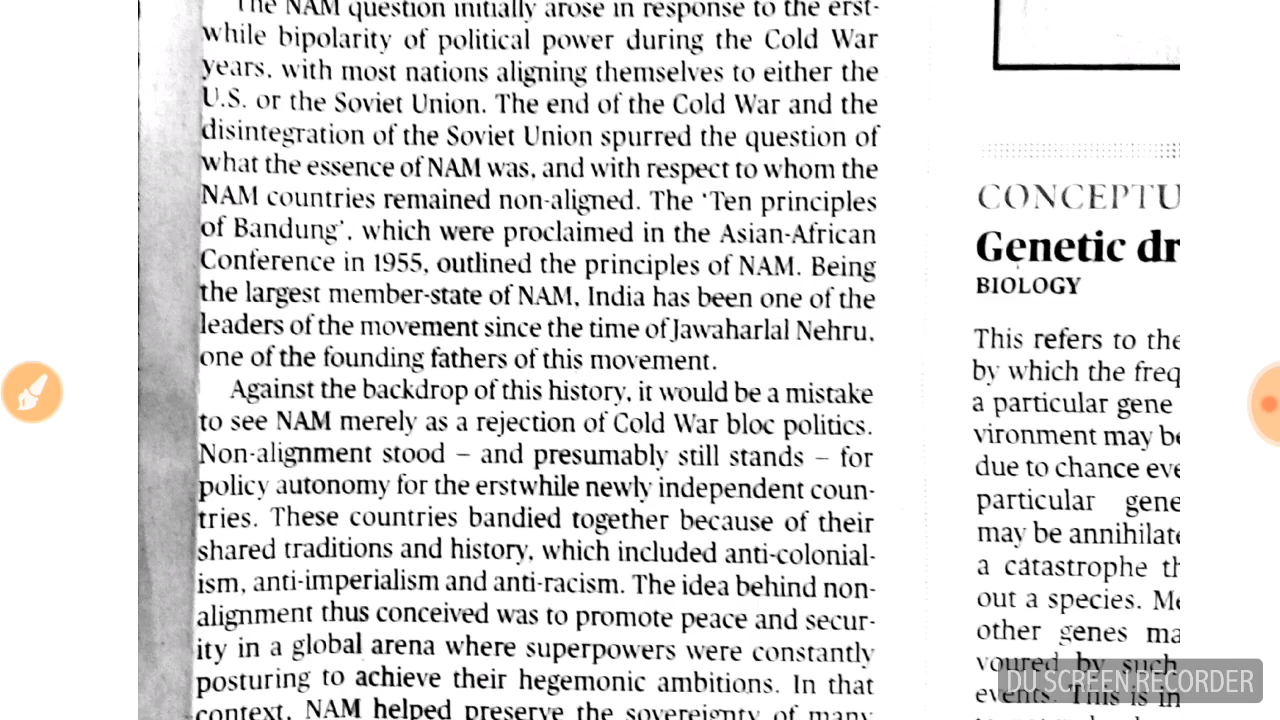 The NAM question initially arose in response to the erst-
while bipolarity of political power during the Cold War
years, with most nations aligning themselves to either the
U.S. or the Soviet Union. The end of the Cold War and the
disintegration of the Soviet Union spurred the question of
what the essence of NAM was, and with respect to whom the
NAM countries remained non-aligned. The ‘Ten principles
of Bandung’, which were proclaimed in the Asian-African
Conference in 1955, outlined the principles of NAM. Being
the largest member-state of NAM, India has been one of the
leaders of the movement since the time of Jawaharlal Nehru,
one of the founding fathers of this movement.
Against the backdrop of this history, it would be a mistake
to see NAM merely as a rejection of Cold War bloc politics.
Non-alignment stood – and presumably still stands – for
policy autonomy for the erstwhile newly independent coun-
tries. These countries bandied together because of their
shared traditions and history, which included anti-colonial-
ism, anti-imperialism and anti-racism. The idea behind non-
alignment thus conceived was to promote peace and secur-
ity in a global arena where superpowers were constantly
posturing to achieve their hegemonic ambitions. In that
context, NAM helped preserve the sovereignty of many
CONCEPTU
Genetic dr
BIOLOGY
This refers to the
by which the freq
a particular gene
vironment may be
due to chance eve
particular gene
may be annihilate
a catastrophe th
out a species. Me
other genes ma
voured by such
events. This is in
DU SCREEN RECORDER